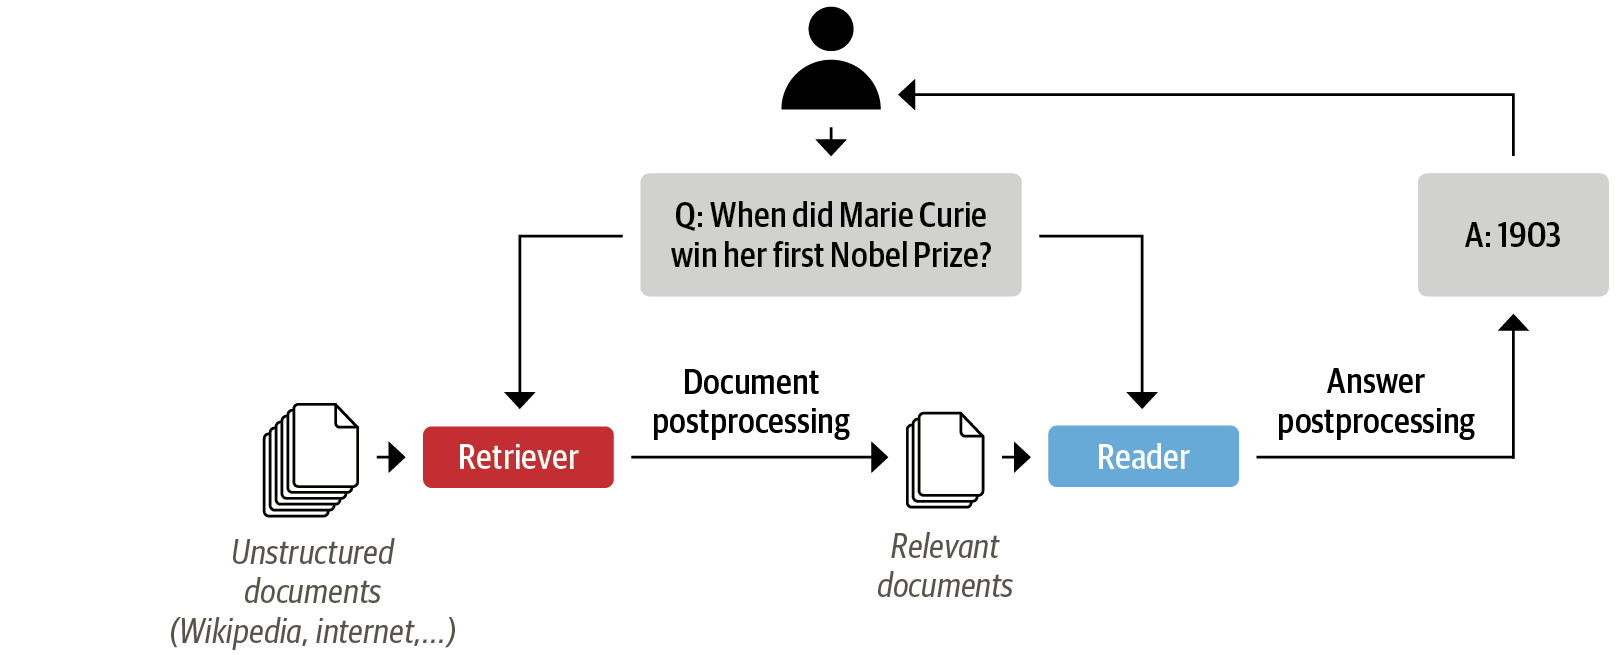 Q: When did Marie Curie
win her first Nobel Prize?
A: 1903
Document
postprocessing
Answer
postprocessing
Retriever
Reader
Unstructured
documents
(Wikipedia, internet,...)
Relevant
documents